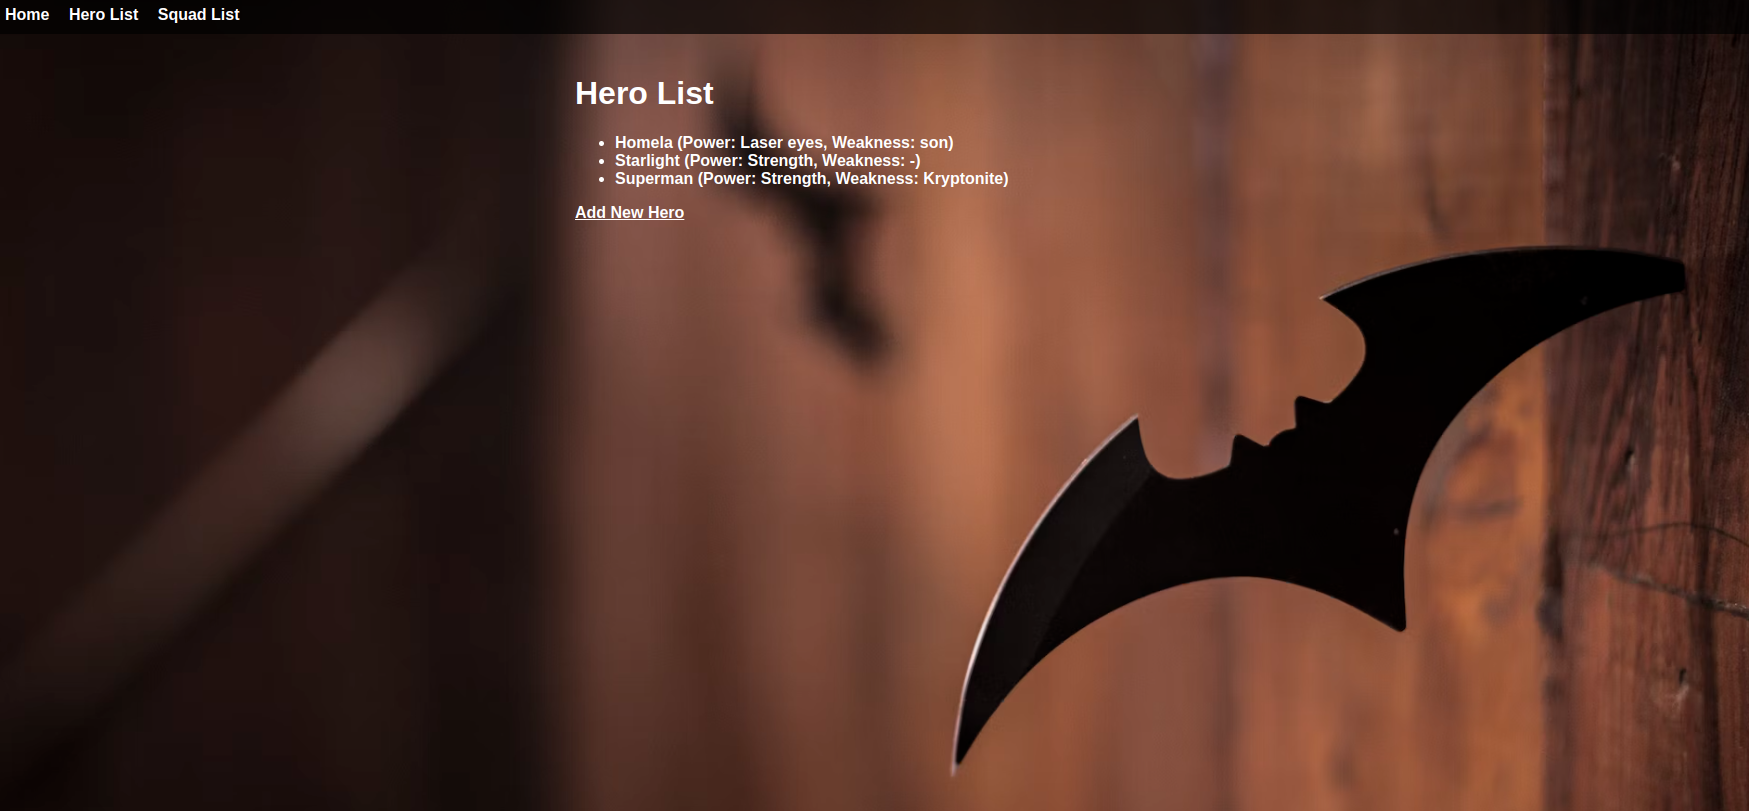 Home Hero List Squad List
Hero List
Homela (Power: Laser eyes, Weakness: son)
Starlight (Power: Strength, Weakness: -)
Superman (Power: Strength, Weakness: Kryptonite)
Add New Hero